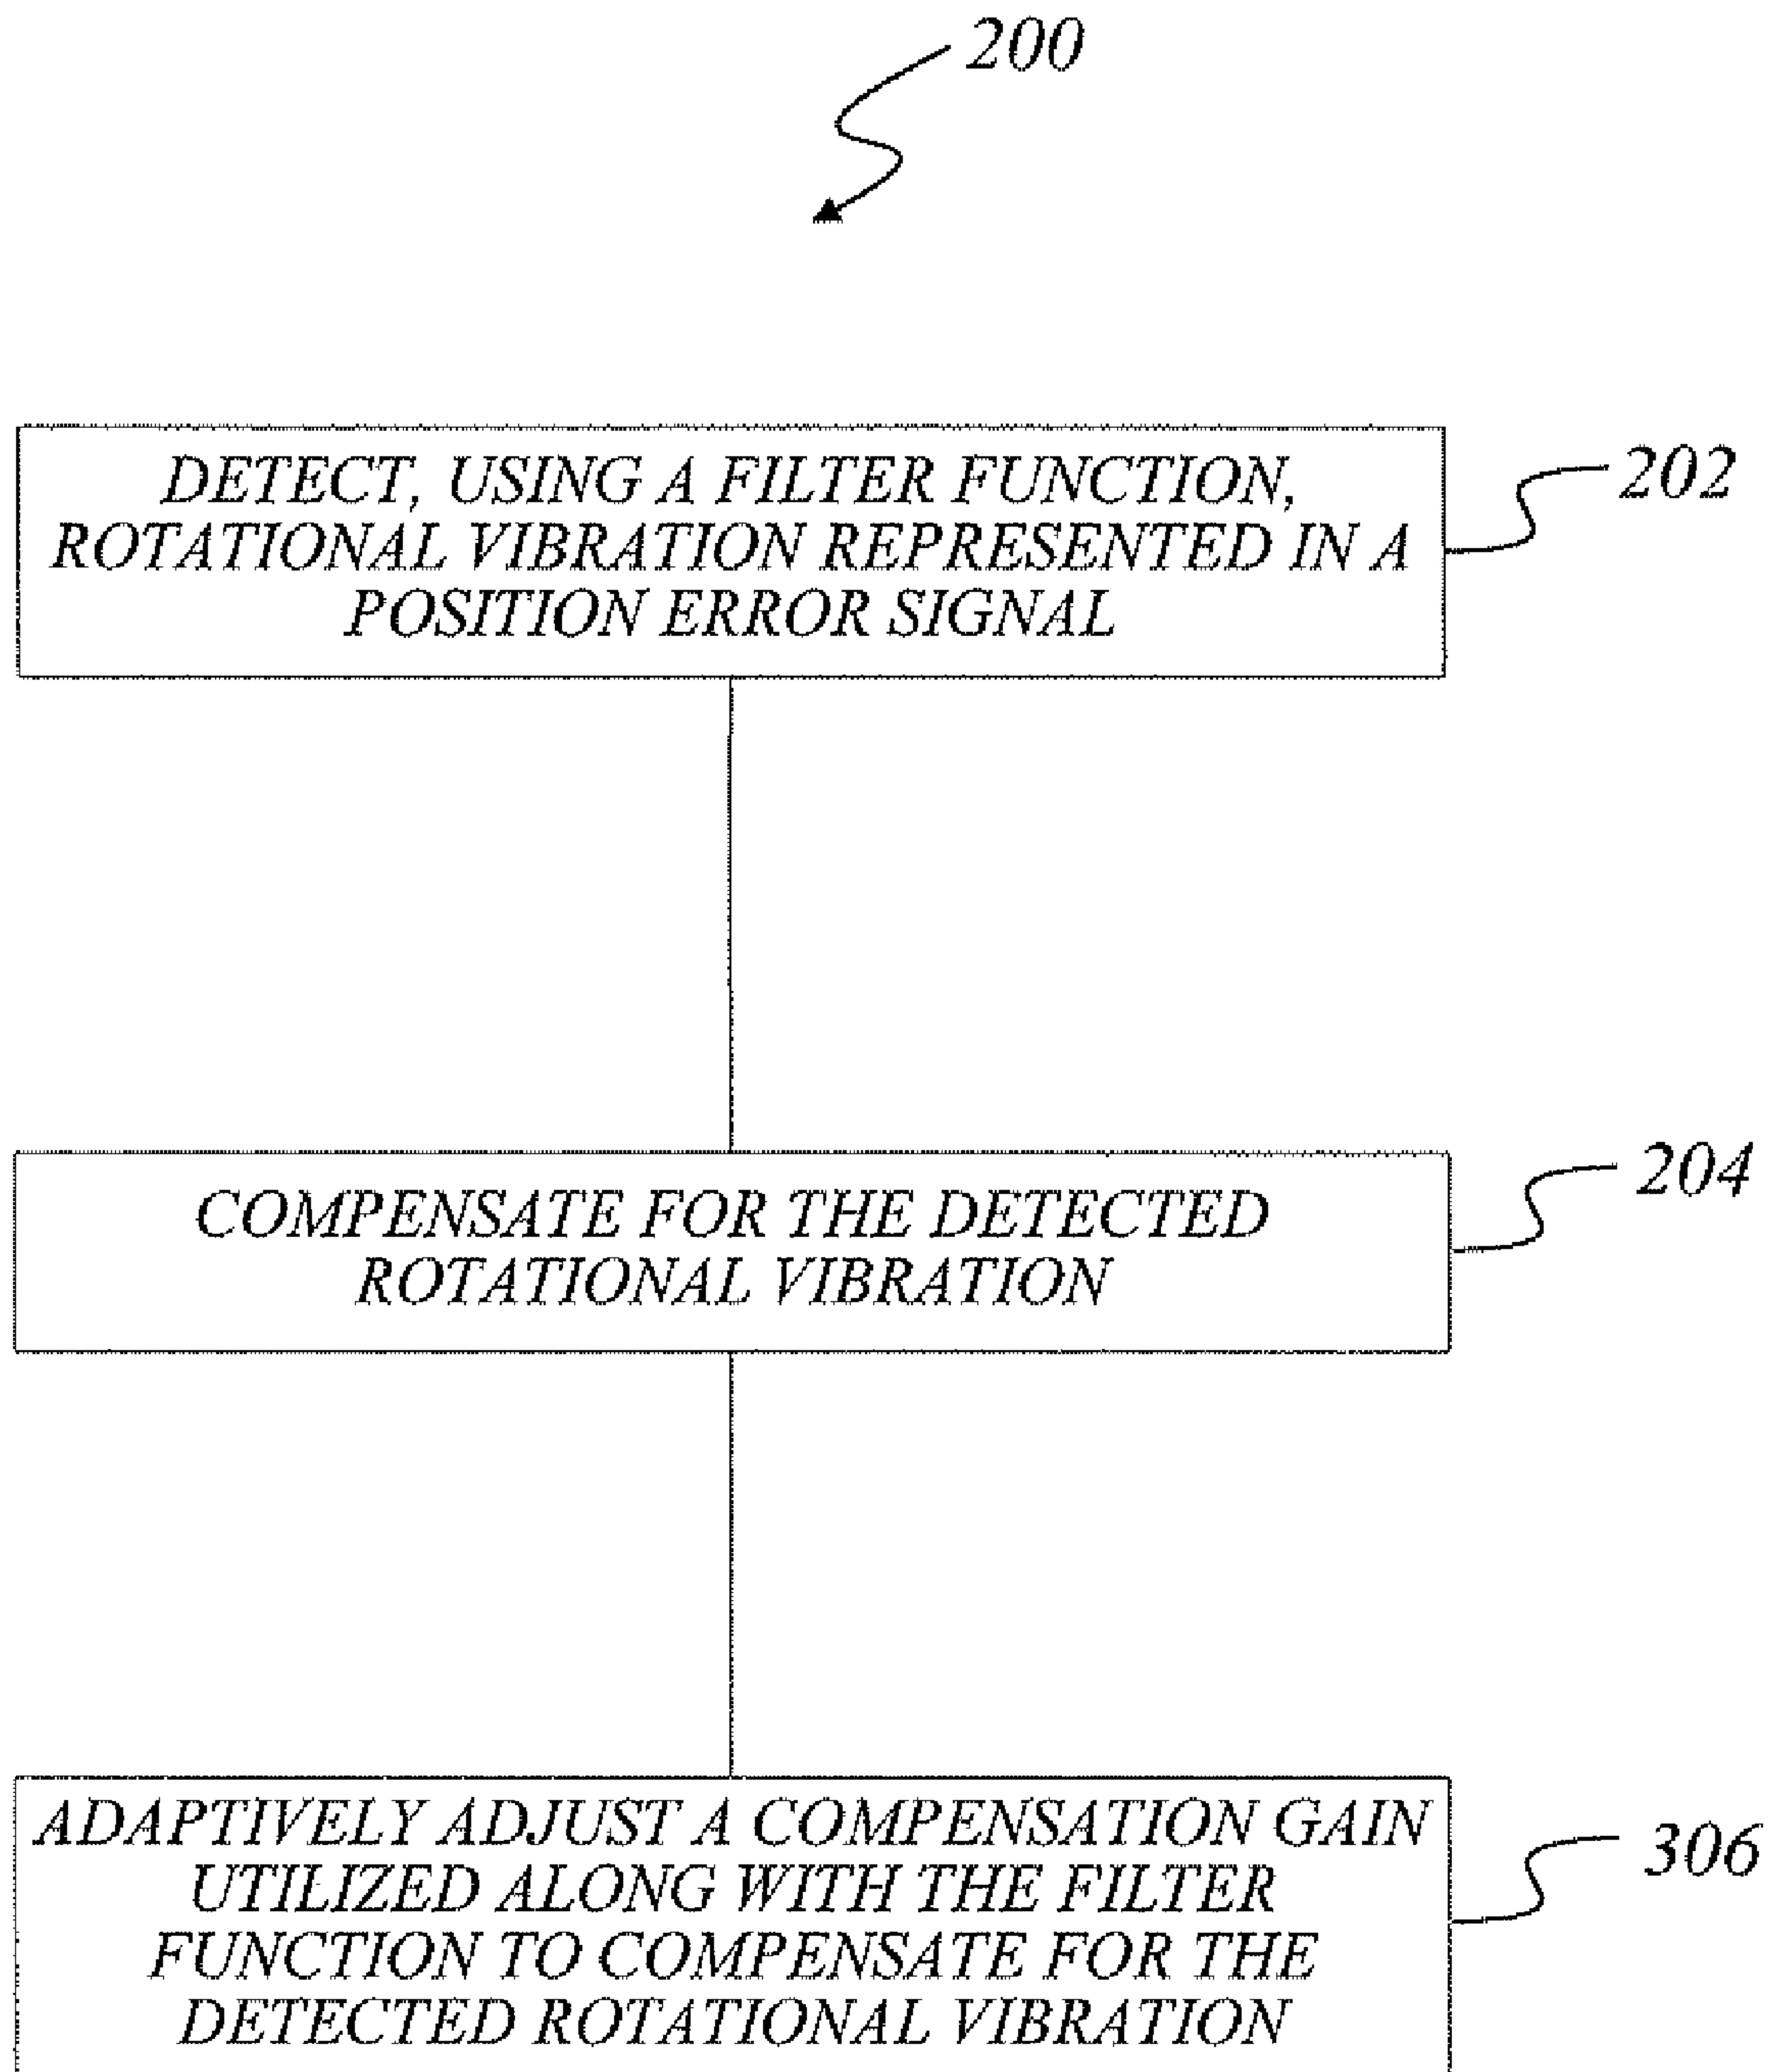 200
DETECT, USING A FILTER FUNCTION,
ROTATIONAL VIBRATION REPRESENTED IN A
POSITION ERROR SIGNAL
202
COMPENSATE FOR THE DETECTED
ROTATIONAL VIBRATION
204
ADAPTIVELY ADJUST A COMPENSATION GAIN
UTILIZED ALONG WITH THE FILTER
FUNCTION TO COMPENSATE FOR THE
DETECTED ROTATIONAL VIBRATION
306